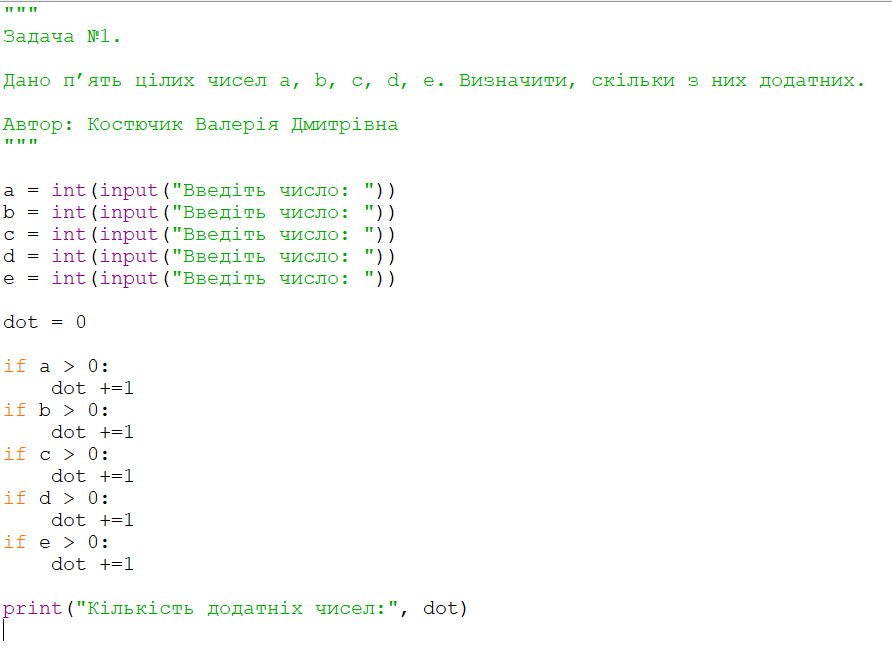 """
Задача №1.
Дано п’ять цілих чисел a, b, c, d, e. Визначити, скільки з них додатних.
Автор: Костючик Валерія Дмитрівна
"""
a = int(input("Введіть число: "))
b = int(input("Введіть число: "))
c = int(input("Введіть число: "))
d = int(input("Введіть число: "))
e = int(input("Введіть число: "))
dot = 0
if a > 0:
    dot +=1
if b > 0:
    dot +=1
if c > 0:
    dot +=1
if d > 0:
    dot +=1
if e > 0:
    dot +=1
print("Кількість додатніх чисел:", dot)